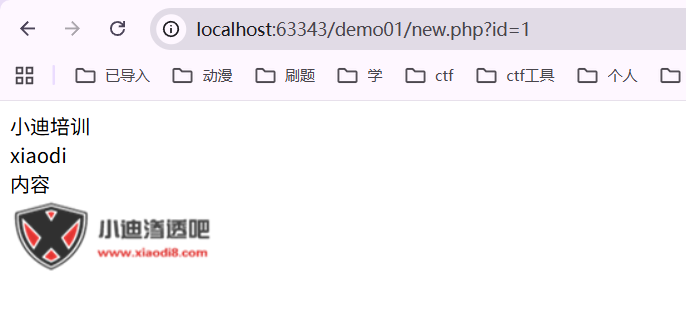 localhost:63343/demo01/new.php?id=1
已导入 动漫 刷题 学 ctf ctf工具 个人
小迪培训
xiaodi
内容
小迪渗透吧
www.xiaodi8.com